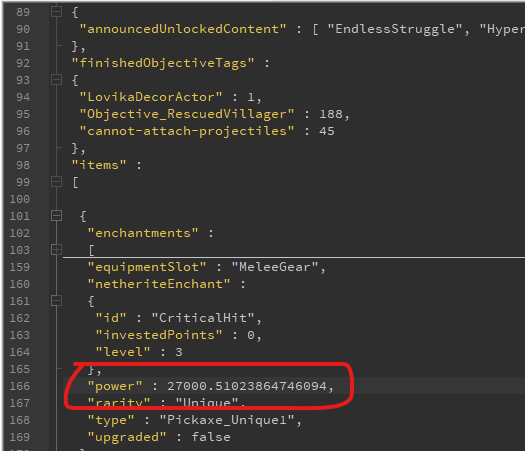 89 {
90 "announcedUnlockedContent" : [ "EndlessStruggle", "Hyper
91 },
92 "finishedObjectiveTags" :
93 {
94 "LovikaDecorActor" : 1,
95 "Objective_RescuedVillager" : 188,
96 "cannot-attach-projectiles" : 45
97 },
98 "items" :
99 [
100
101 {
102 "enchantments" :
103 [
159 "equipmentSlot" : "MeleeGear",
160 "netheriteEnchant" :
161 {
162 "id" : "CriticalHit",
163 "investedPoints" : 0,
164 "level" : 3
165 },
166 "power" : 27000.51023864746094,
167 "rarity" : "Unique",
168 "type" : "Pickaxe_Unique1",
169 "upgraded" : false